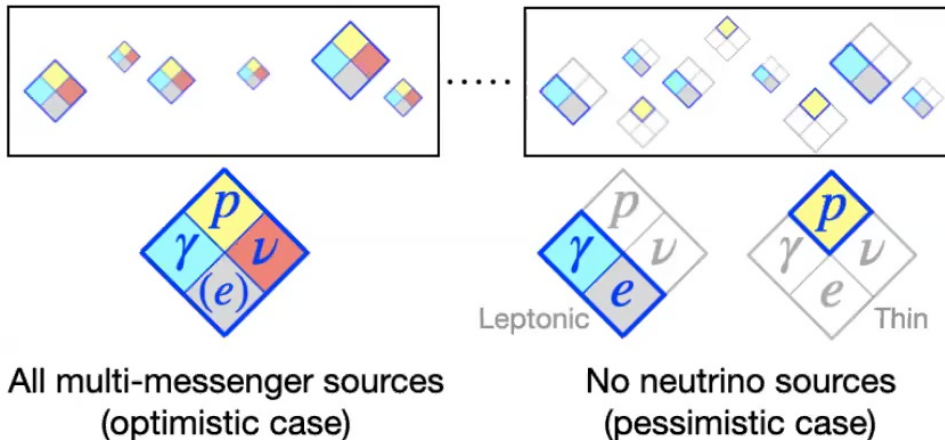 .....
p
γ ν
(e)
p
γ ν
e
Leptonic
p
γ ν
e
Thin
All multi-messenger sources
(optimistic case)
No neutrino sources
(pessimistic case)